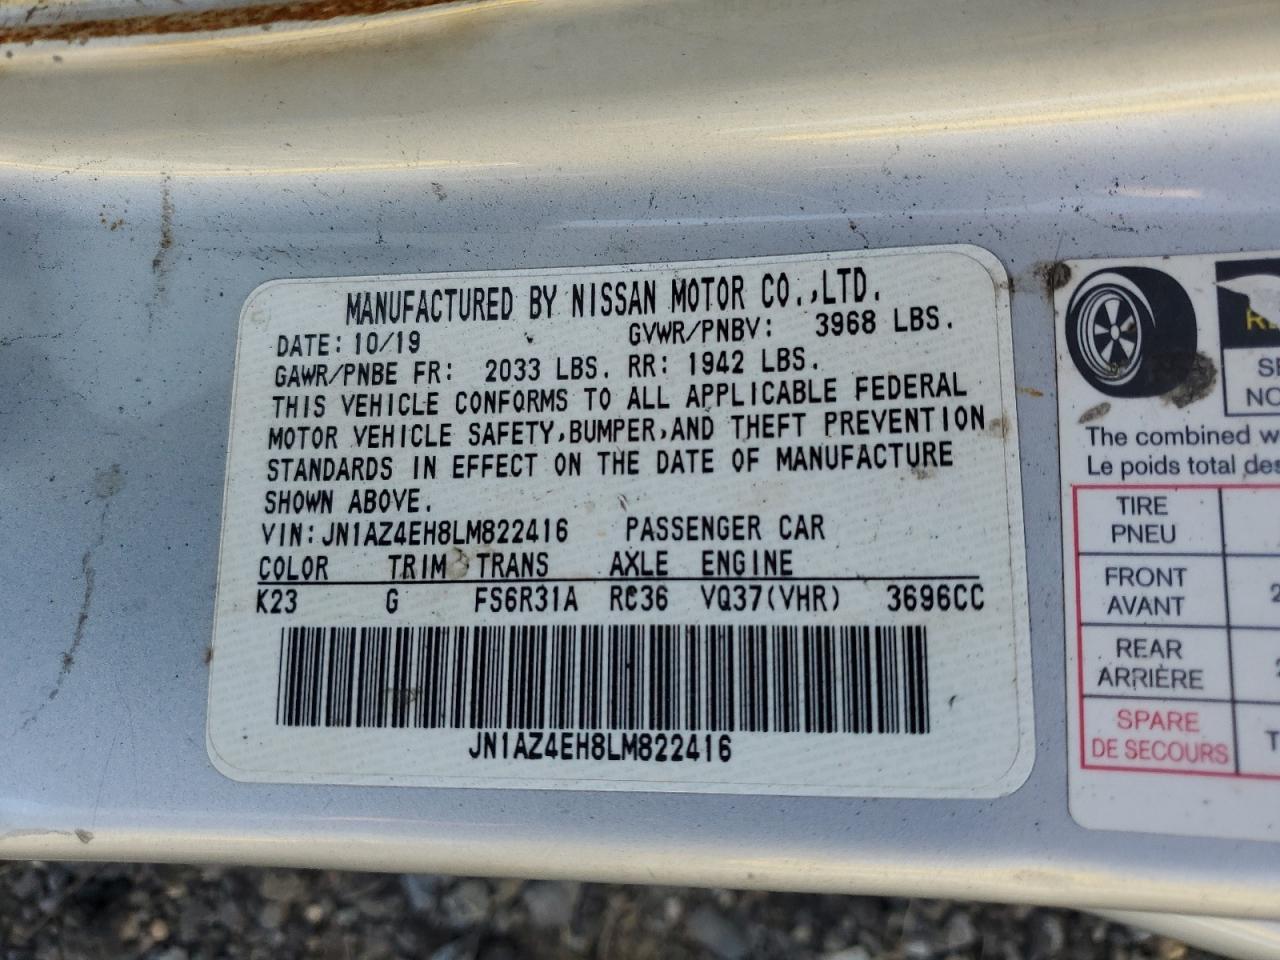 MANUFACTURED BY NISSAN MOTOR CO.,LTD.
DATE: 10/19 GVWR/PNBV: 3968 LBS.
GAWR/PNBE FR: 2033 LBS. RR: 1942 LBS.
THIS VEHICLE CONFORMS TO ALL APPLICABLE FEDERAL
MOTOR VEHICLE SAFETY,BUMPER,AND THEFT PREVENTION
STANDARDS IN EFFECT ON THE DATE OF MANUFACTURE
SHOWN ABOVE.
VIN:JN1AZ4EH8LM822416 PASSENGER CAR
COLOR TRIM TRANS AXLE ENGINE
K23 G FS6R31A RC36 VQ37(VHR) 3696CC
JN1AZ4EH8LM822416
The combined
Le poids total
TIRE
PNEU
FRONT
AVANT
REAR
ARRIÈRE
SPARE
DE SECOURS